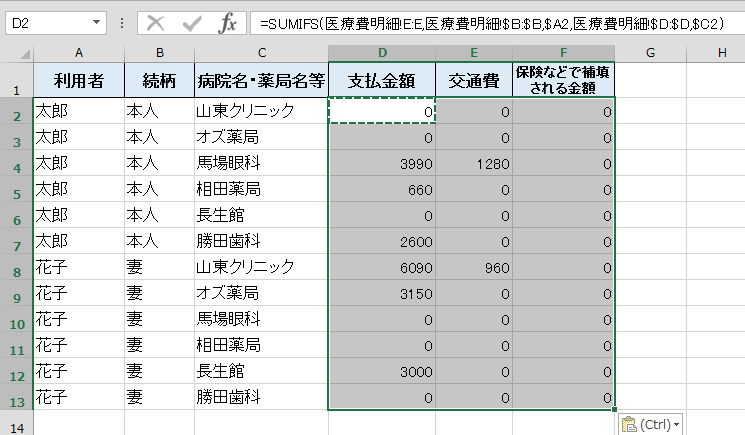 D2 fx =SUMIFS(医療費明細!E:E,医療費明細!$B:$B,$A2,医療費明細!$D:$D,$C2)
A B C D E F G H
1 利用者 続柄 病院名・薬局名等 支払金額 交通費 保険などで補填
される金額
2 太郎 本人 山東クリニック 0 0 0
3 太郎 本人 オズ薬局 0 0 0
4 太郎 本人 馬場眼科 3990 1280 0
5 太郎 本人 相田薬局 660 0 0
6 太郎 本人 長生館 0 0 0
7 太郎 本人 勝田歯科 2600 0 0
8 花子 妻 山東クリニック 6090 960 0
9 花子 妻 オズ薬局 3150 0 0
10 花子 妻 馬場眼科 0 0 0
11 花子 妻 相田薬局 0 0 0
12 花子 妻 長生館 3000 0 0
13 花子 妻 勝田歯科 0 0 0
14 (Ctrl)